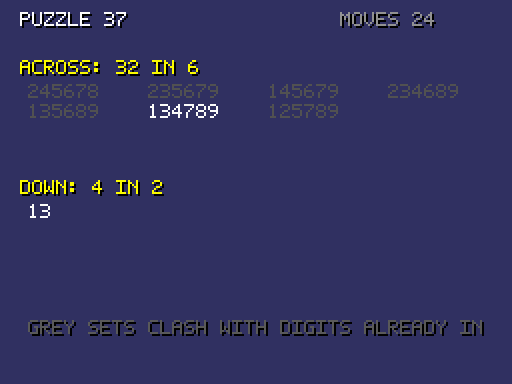 PUZZLE 37 MOVES 24
ACROSS: 32 IN 6
245678 235679 145679 234689
135689 134789 125789
DOWN: 4 IN 2
13
GREY SETS CLASH WITH DIGITS ALREADY IN